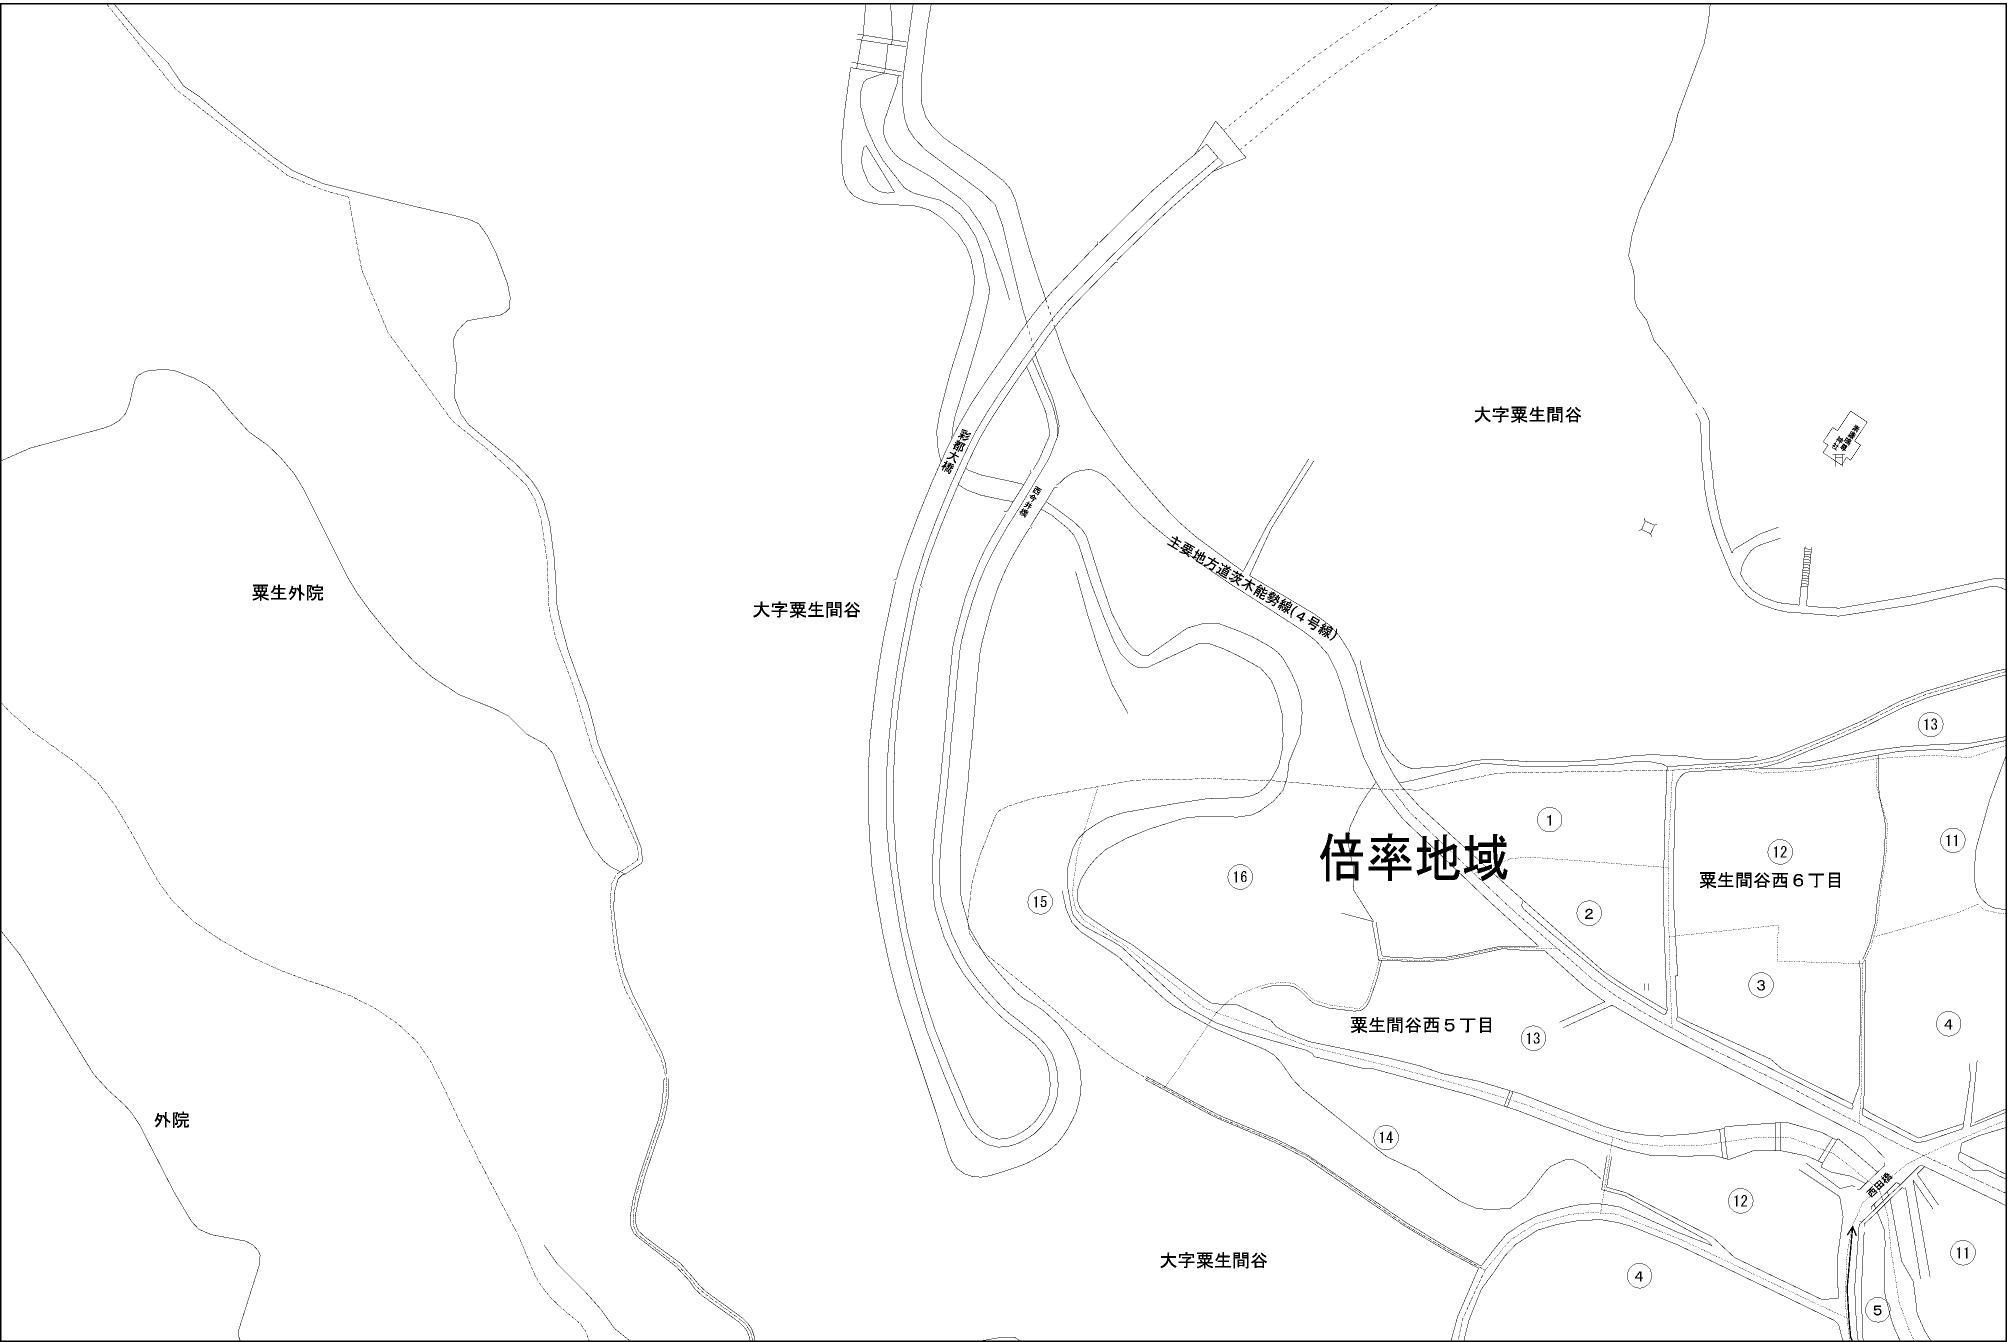 大字粟生間谷
彩都大橋
西今井橋
主要地方道茨木能勢線(４号線)
粟生外院
大字粟生間谷
13
1
倍率地域
12
11
粟生間谷西６丁目
16
15
2
3
粟生間谷西５丁目
13
4
外院
14
西田橋
12
大字粟生間谷
11
4
5